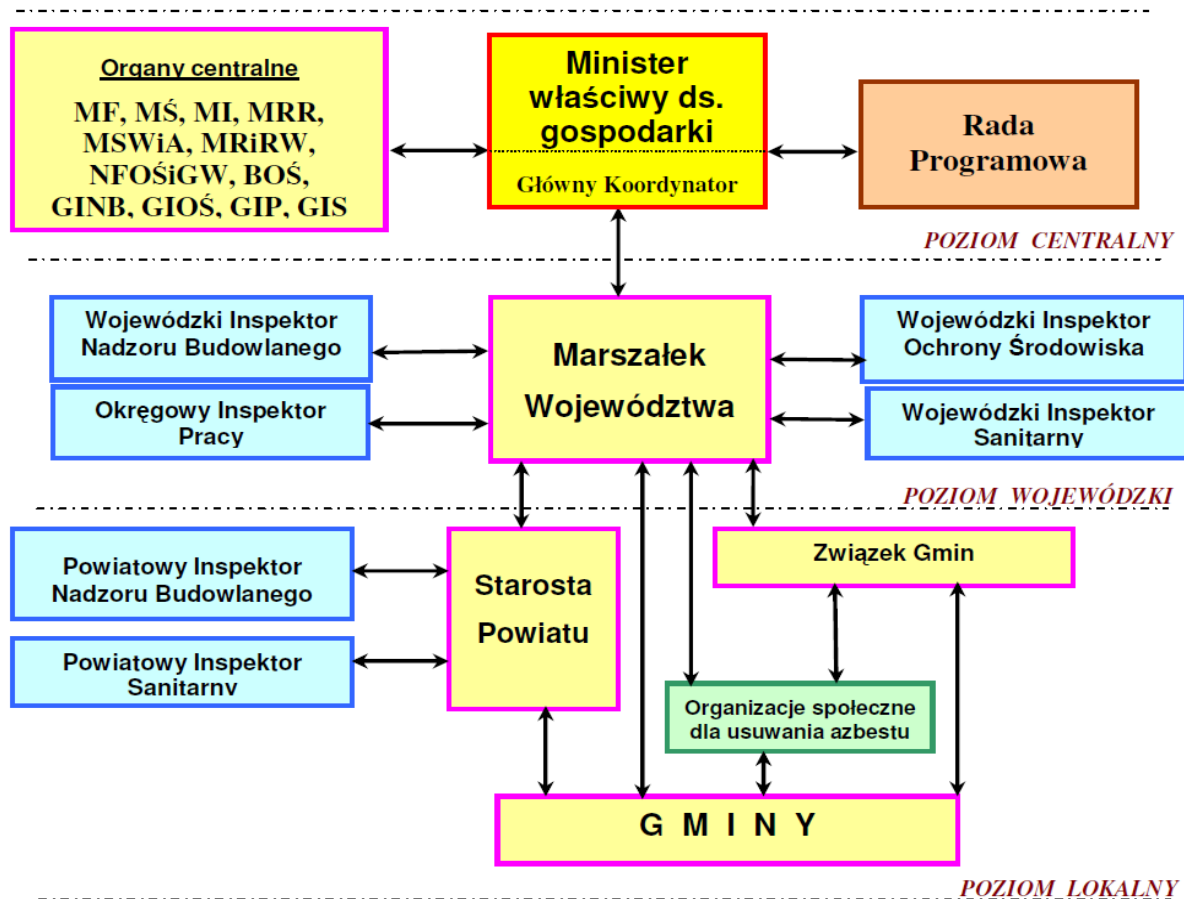 Organy centralne
MF, MŚ, MI, MRR,
MSWiA, MRiRW,
NFOŚiGW, BOŚ,
GINB, GIOŚ, GIP, GIS
Minister
właściwy ds.
gospodarki
Główny Koordynator
Rada
Programowa
POZIOM CENTRALNY
Wojewódzki Inspektor
Nadzoru Budowlanego
Okręgowy Inspektor
Pracy
Marszałek
Województwa
Wojewódzki Inspektor
Ochrony Środowiska
Wojewódzki Inspektor
Sanitarny
POZIOM WOJEWÓDZKI
Powiatowy Inspektor
Nadzoru Budowlanego
Powiatowy Inspektor
Sanitarny
Starosta
Powiatu
Związek Gmin
Organizacje społeczne
dla usuwania azbestu
G M I N Y
POZIOM LOKALNY